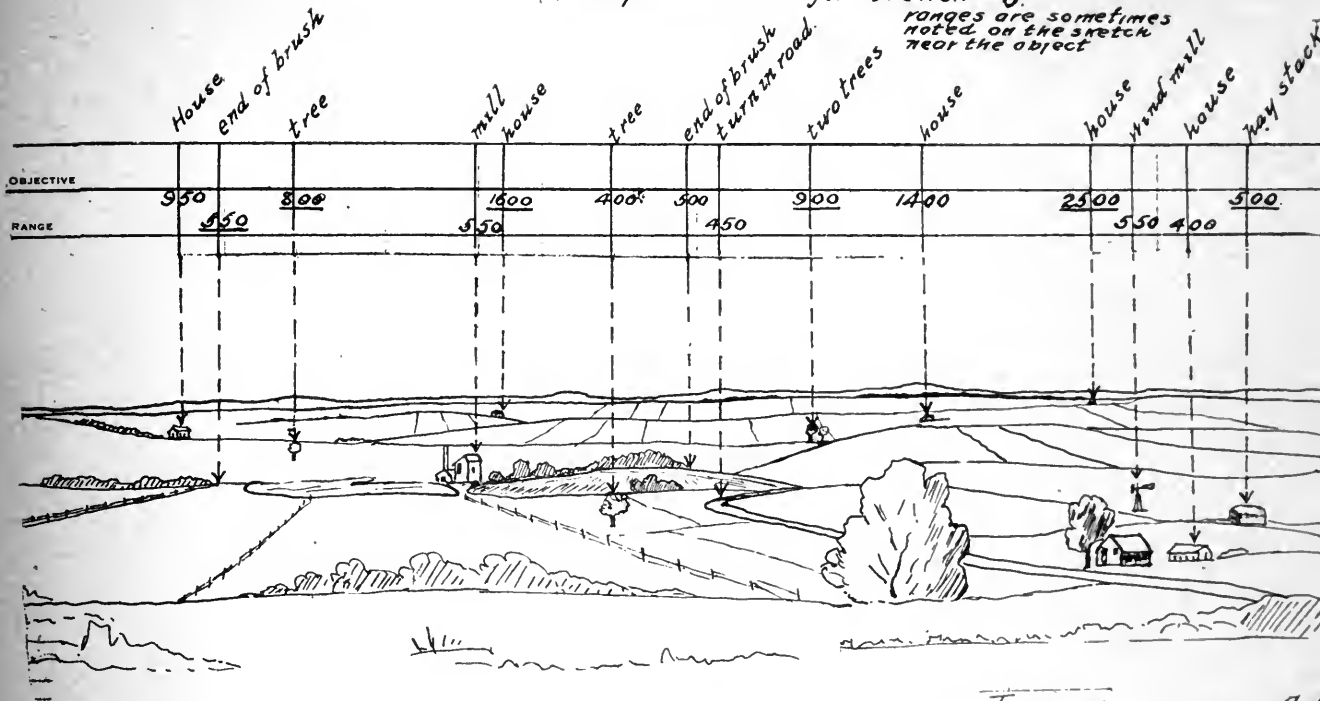 ranges are sometimes
noted on the sketch
near the object
House
end of brush
tree
mill
house
tree
end of brush
turn in road.
two trees
house
house
wind mill
house
hay stack
OBJECTIVE
950 800 1600 400 500 900 1400 2500 500
RANGE
550 550 450 550 400